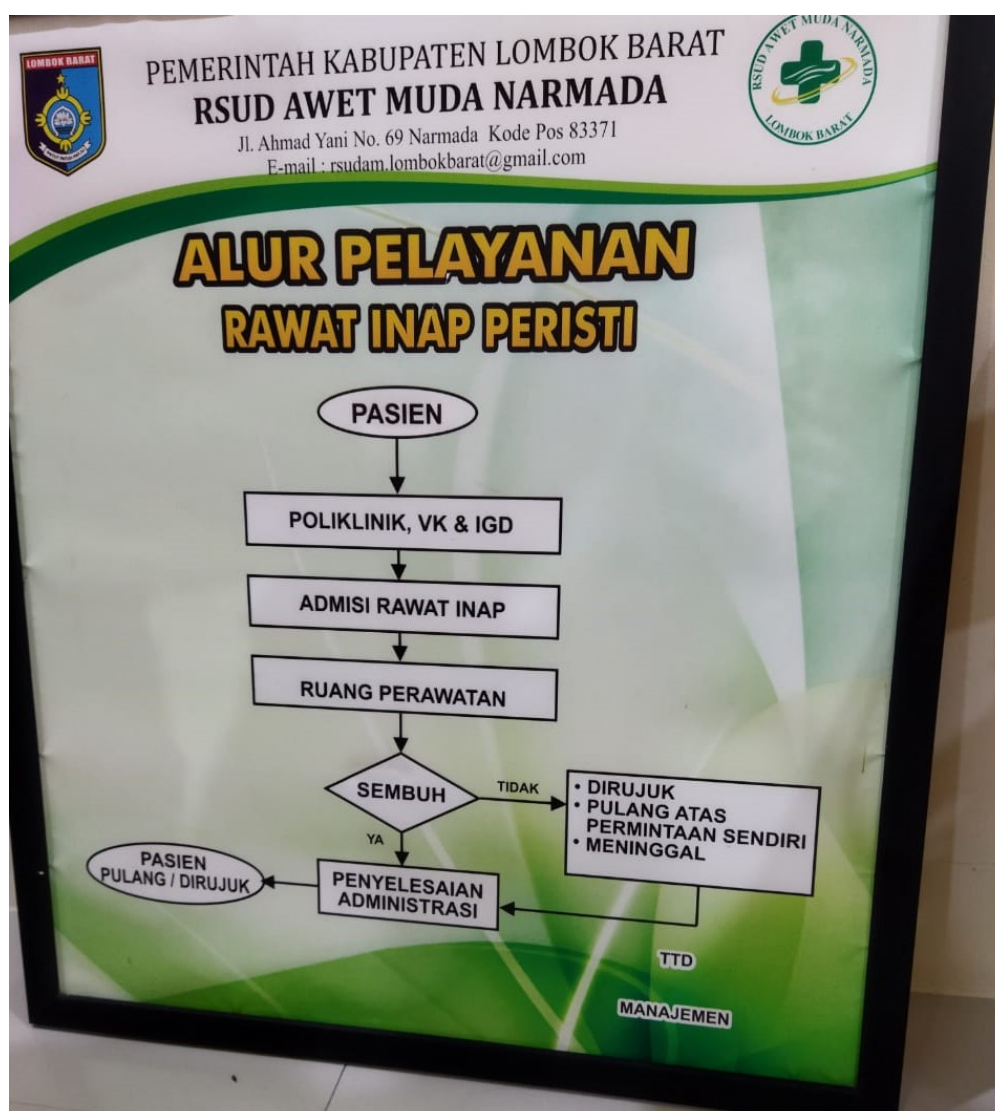 LOMBOK BARAT
PEMERINTAH KABUPATEN LOMBOK BARAT
RSUD AWET MUDA NARMADA
Jl. Ahmad Yani No. 69 Narmada Kode Pos 83371
E-mail : rsudam.lombokbarat@gmail.com
RSUD AWET MUDA NARMADA
LOMBOK BARAT
ALUR PELAYANAN
RAWAT INAP PERISTI
PASIEN
POLIKLINIK, VK & IGD
ADMISI RAWAT INAP
RUANG PERAWATAN
SEMBUH
TIDAK
• DIRUJUK
• PULANG ATAS
PERMINTAAN SENDIRI
• MENINGGAL
YA
PENYELESAIAN
ADMINISTRASI
PASIEN
PULANG / DIRUJUK
TTD
MANAJEMEN